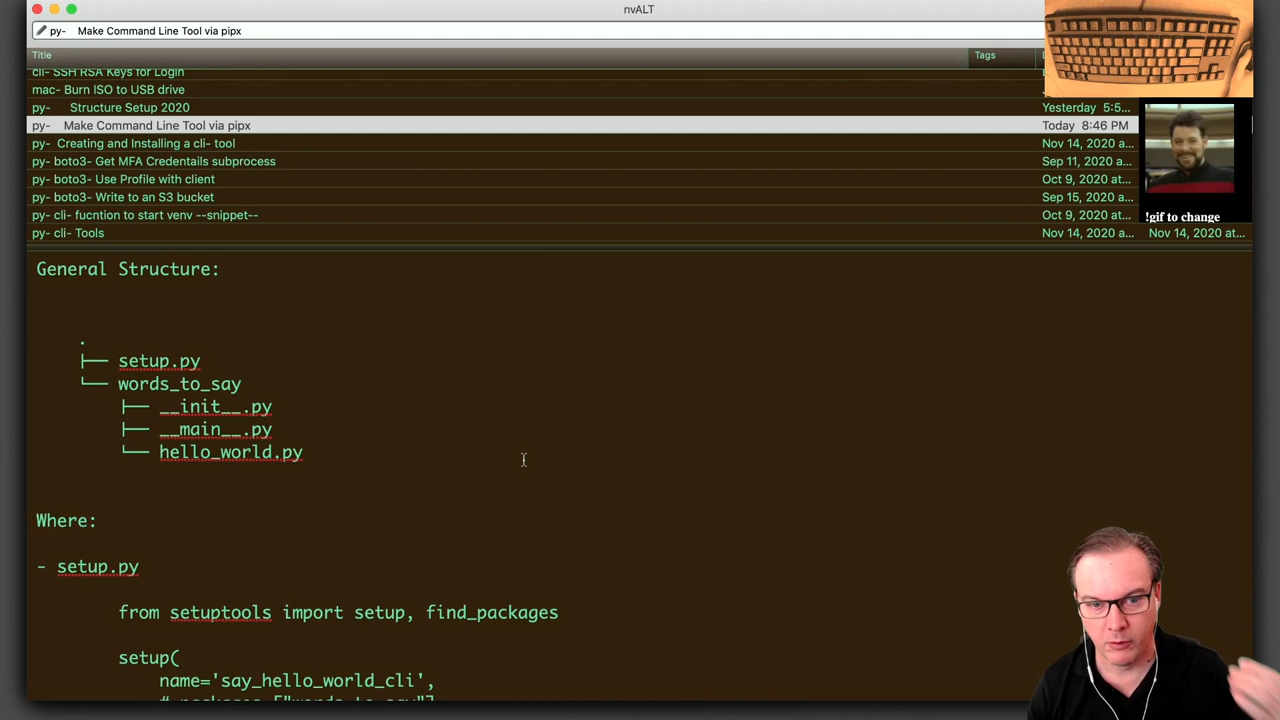 nvALT
py-   Make Command Line Tool via pipx
Title Tags
cli- SSH RSA Keys for Login
mac- Burn ISO to USB drive
py-     Structure Setup 2020 Yesterday 5:5...
py-   Make Command Line Tool via pipx Today 8:46 PM
py-  Creating and Installing a cli- tool Nov 14, 2020 a...
py- boto3- Get MFA Credentails subprocess Sep 11, 2020 a...
py- boto3- Use Profile with client Oct 9, 2020 at...
py- boto3- Write to an S3 bucket Sep 15, 2020 at...
py- cli- fucntion to start venv --snippet-- Oct 9, 2020 at...
!gif to change
py- cli- Tools Nov 14, 2020 a... Nov 14, 2020 at...
General Structure:
.
├── setup.py
└── words_to_say
├── __init__.py
├── __main__.py
└── hello_world.py
Where:
- setup.py
from setuptools import setup, find_packages
setup(
name='say_hello_world_cli',